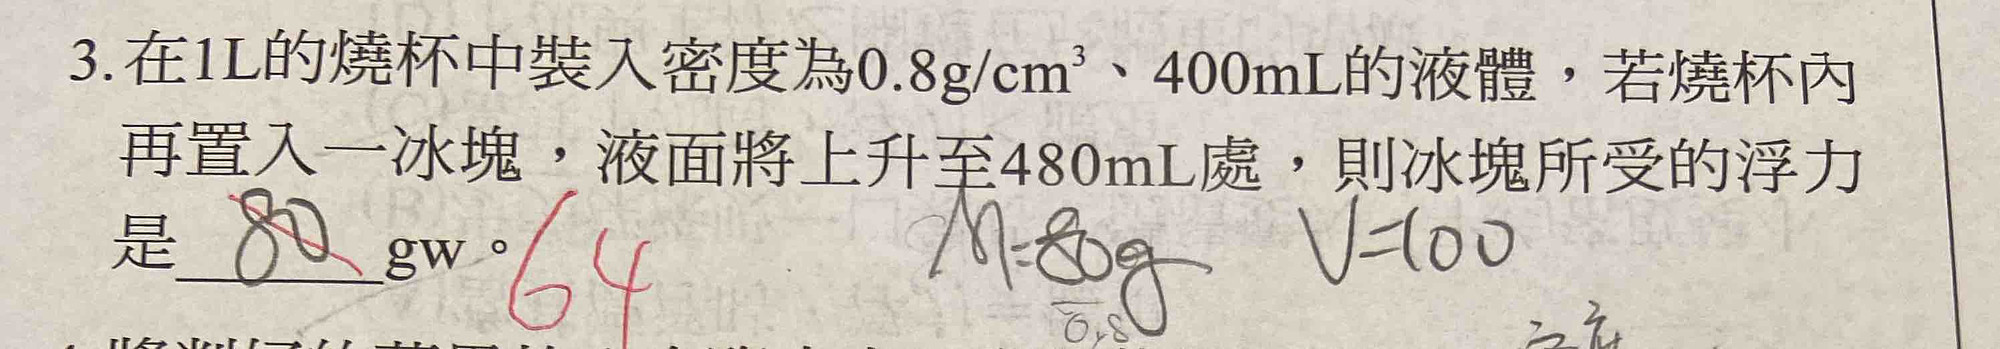 3.在1L的燒杯中裝入密度為0.8g/cm³、400mL的液體，若燒杯內
再置入一冰塊，液面將上升至480mL處，則冰塊所受的浮力
是 80 gw。 64 M=80g V=100
0.8